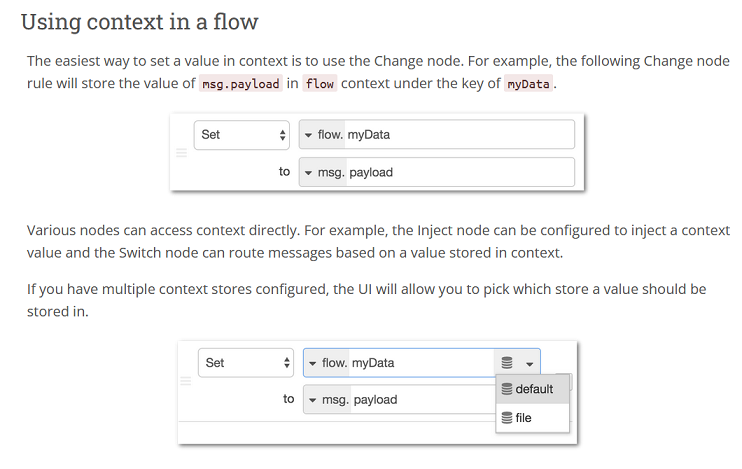 Using context in a flow
The easiest way to set a value in context is to use the Change node. For example, the following Change node
rule will store the value of msg.payload in flow context under the key of myData.
Set flow. myData
to msg. payload
Various nodes can access context directly. For example, the Inject node can be configured to inject a context
value and the Switch node can route messages based on a value stored in context.
If you have multiple context stores configured, the UI will allow you to pick which store a value should be
stored in.
Set flow. myData
default
to msg. payload
file